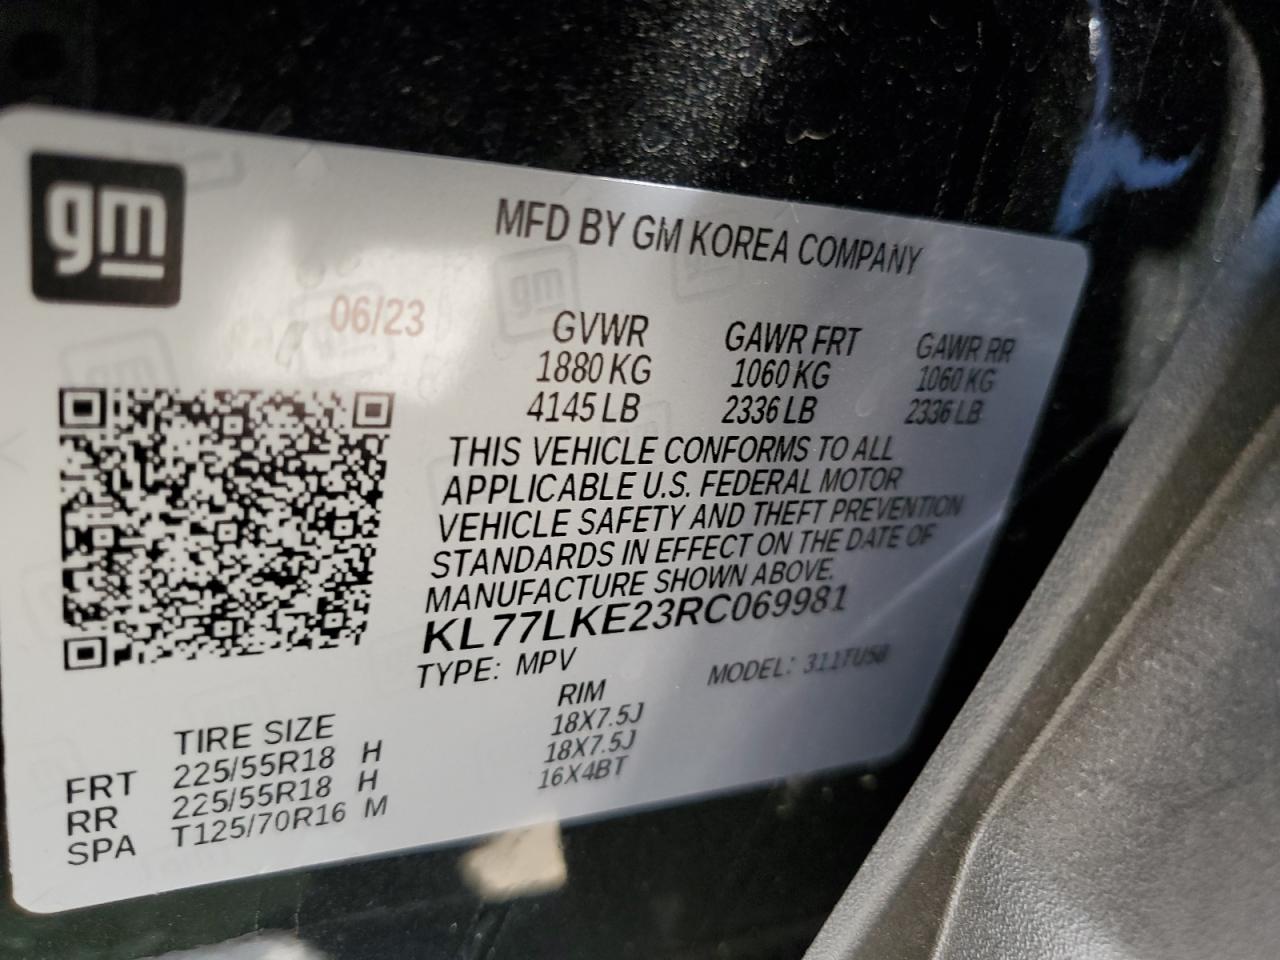 gm
MFD BY GM KOREA COMPANY
06/23
GVWR GAWR FRT GAWR RR
1880 KG 1060 KG 1060 KG
4145 LB 2336 LB 2336 LB
THIS VEHICLE CONFORMS TO ALL
APPLICABLE U.S. FEDERAL MOTOR
VEHICLE SAFETY AND THEFT PREVENTION
STANDARDS IN EFFECT ON THE DATE OF
MANUFACTURE SHOWN ABOVE.
KL77LKE23RC069981
TYPE: MPV MODEL: 311TU58
TIRE SIZE RIM
FRT 225/55R18 H 18X7.5J
RR 225/55R18 H 18X7.5J
SPA T125/70R16 M 16X4BT